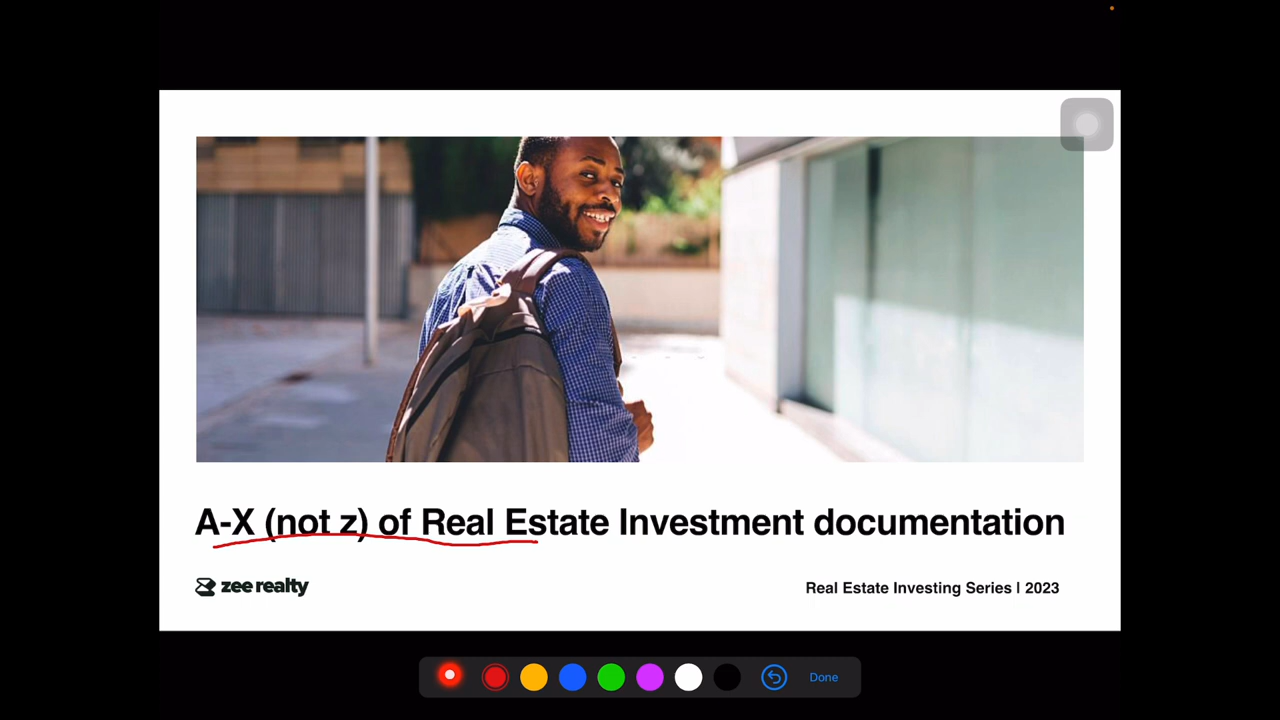 A-X (not z) of Real Estate Investment documentation
zee realty
Real Estate Investing Series | 2023
Done